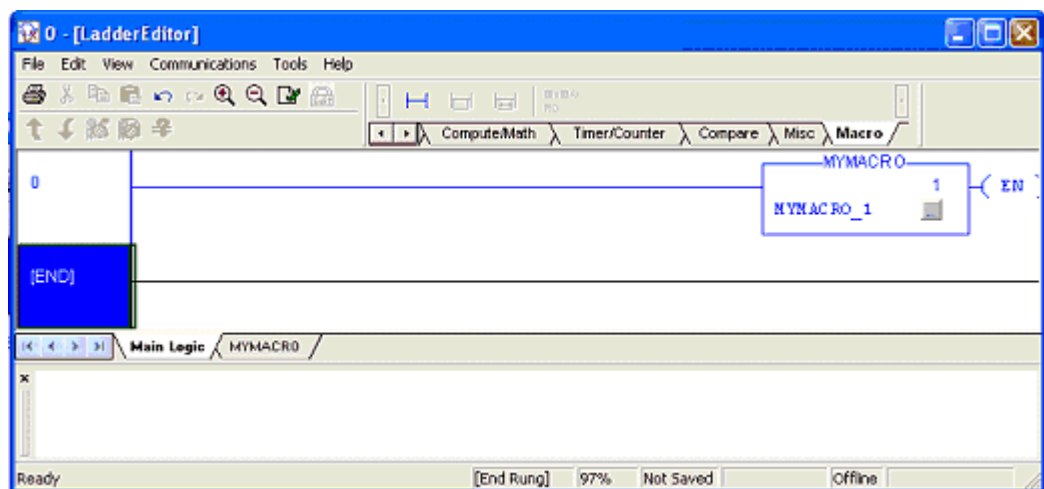 0 - [LadderEditor]
File Edit View Communications Tools Help
Compute/Math Timer/Counter Compare Misc Macro
MYMACRO
0
1
EN
MYMACRO_1
...
[END]
Main Logic MYMACRO
Ready [End Rung] 97% Not Saved Offline